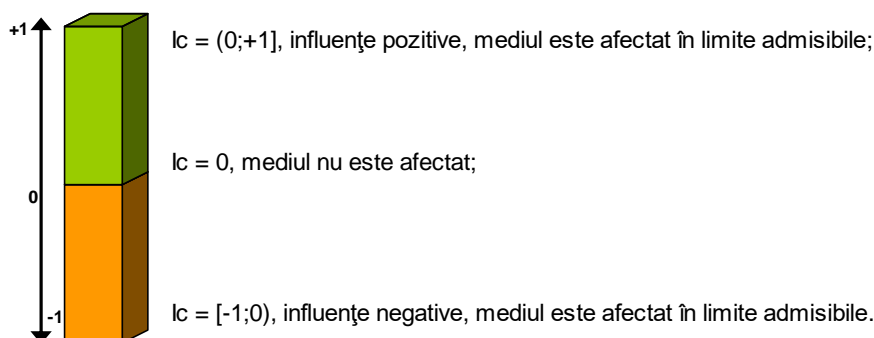 +1
Ic = (0;+1], influenţe pozitive, mediul este afectat în limite admisibile;
Ic = 0, mediul nu este afectat;
0
-1
Ic = [-1;0), influenţe negative, mediul este afectat în limite admisibile.